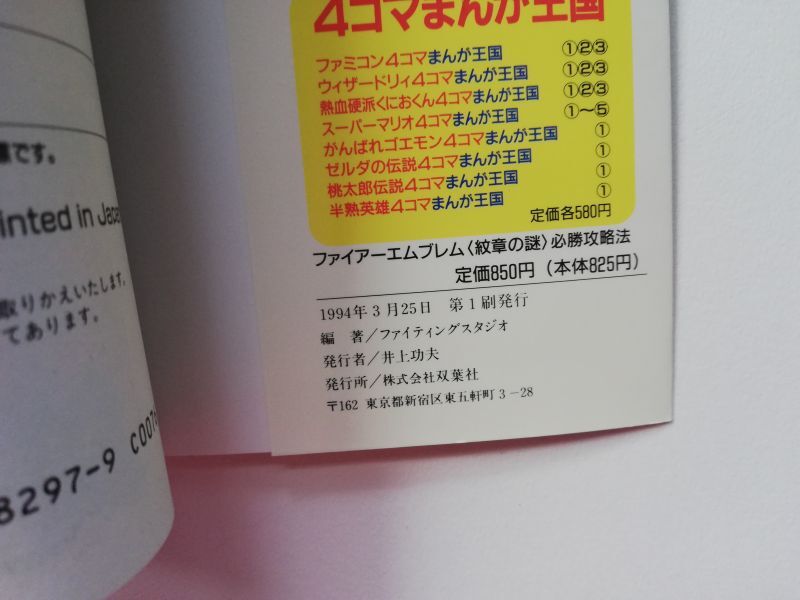 標です。
inted in Japa
取りかえいたします。
てあります。
8297-9 C007
4コマまんが王国
ファミコン4コマまんが王国 ①②③
ウィザードリィ4コマまんが王国 ①②③
熱血硬派くにおくん4コマまんが王国 ①②③
スーパーマリオ4コマまんが王国 ①〜⑤
がんばれゴエモン4コマまんが王国 ①
ゼルダの伝説4コマまんが王国 ①
桃太郎伝説4コマまんが王国 ①
半熟英雄4コマまんが王国 ①
定価各580円
ファイアーエムブレム〈紋章の謎〉必勝攻略法
定価850円(本体825円)
1994年3月25日 第1刷発行
編 著/ファイティングスタジオ
発行者/井上功夫
発行所/株式会社双葉社
〒162 東京都新宿区東五軒町3-28